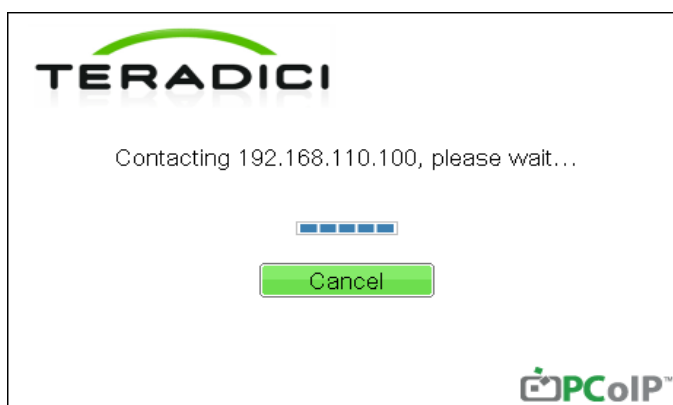 TERADICI
Contacting 192.168.110.100, please wait...
Cancel
PCoIP™